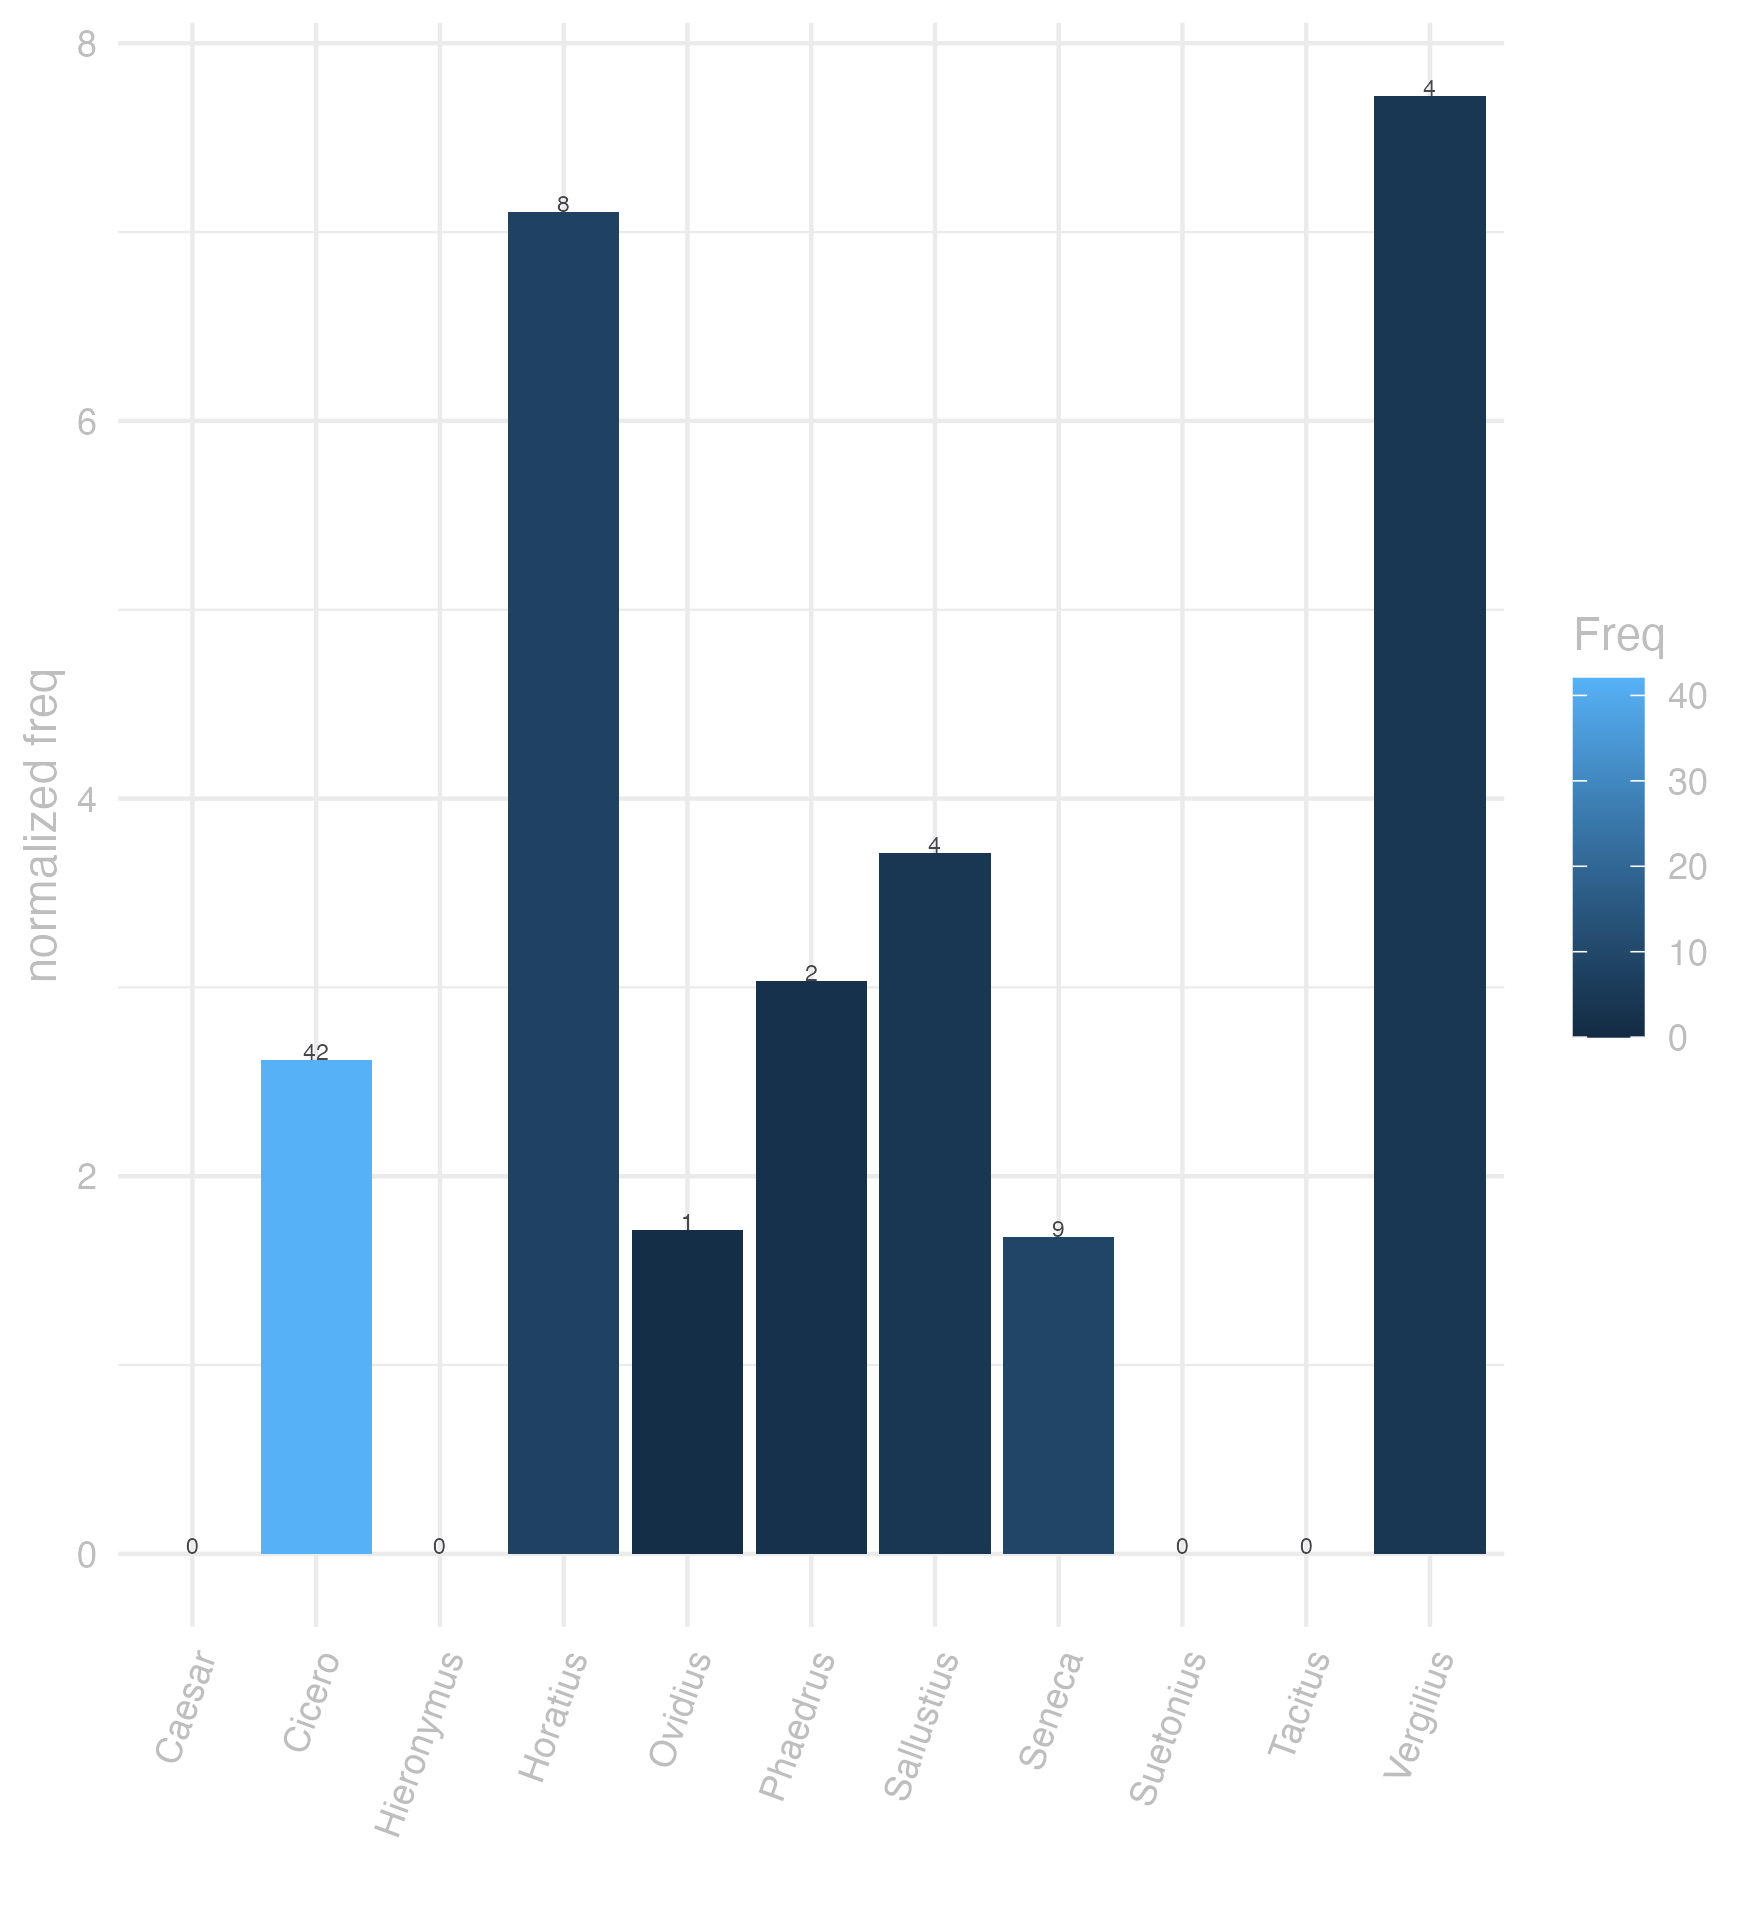 8
6
4
2
0
normalized freq
0
42
0
8
1
2
4
9
0
0
4
Caesar
Cicero
Hieronymus
Horatius
Ovidius
Phaedrus
Sallustius
Seneca
Suetonius
Tacitus
Vergilius
Freq
40
30
20
10
0